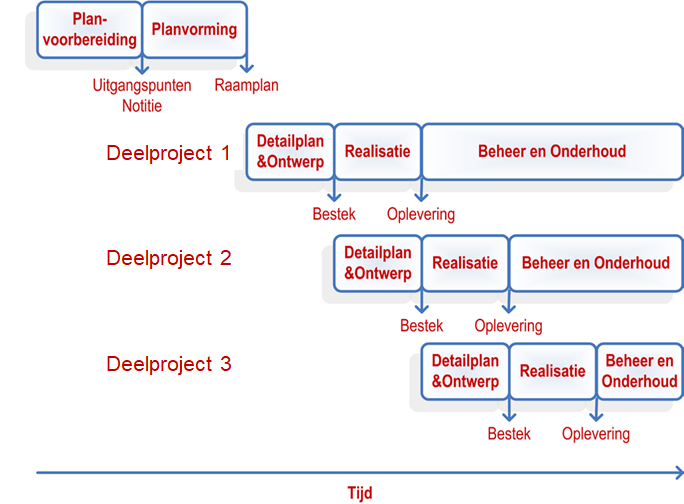 Plan-
voorbereiding
Planvorming
Uitgangspunten
Notitie
Raamplan
Deelproject 1
Detailplan
&Ontwerp
Realisatie
Beheer en Onderhoud
Bestek
Oplevering
Deelproject 2
Detailplan
&Ontwerp
Realisatie
Beheer en Onderhoud
Bestek
Oplevering
Deelproject 3
Detailplan
&Ontwerp
Realisatie
Beheer en
Onderhoud
Bestek
Oplevering
Tijd